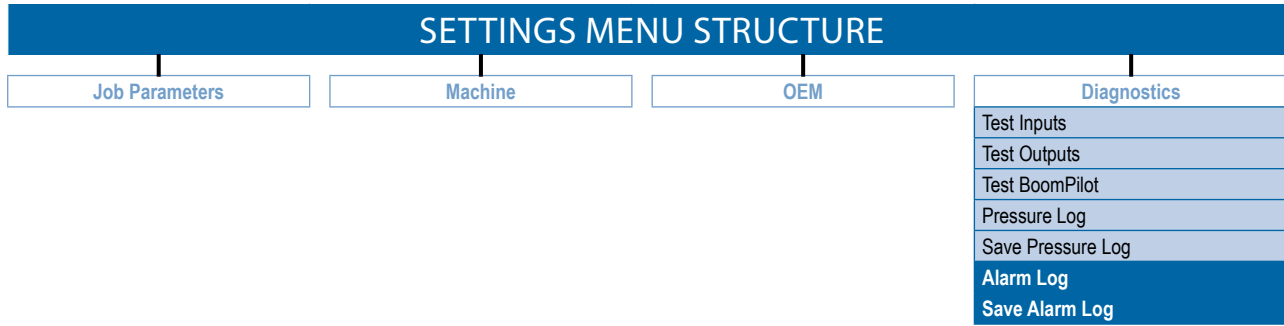 SETTINGS MENU STRUCTURE
Job Parameters
Machine
OEM
Diagnostics
Test Inputs
Test Outputs
Test BoomPilot
Pressure Log
Save Pressure Log
Alarm Log
Save Alarm Log